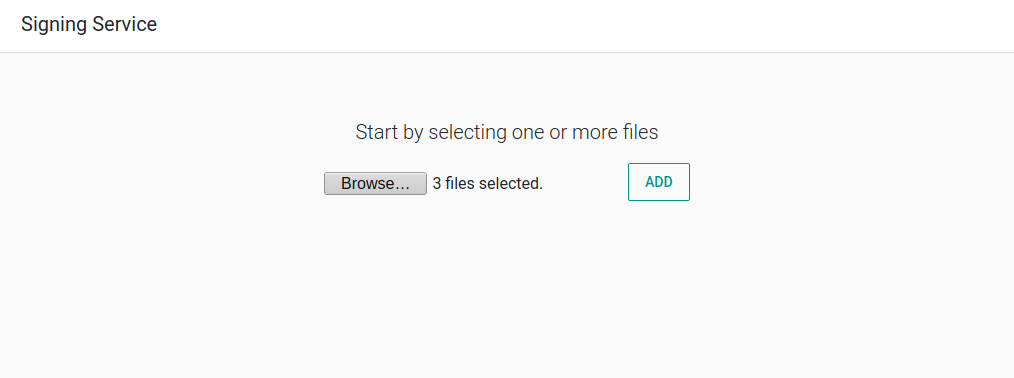 Signing Service
Start by selecting one or more files
Browse... 3 files selected. ADD